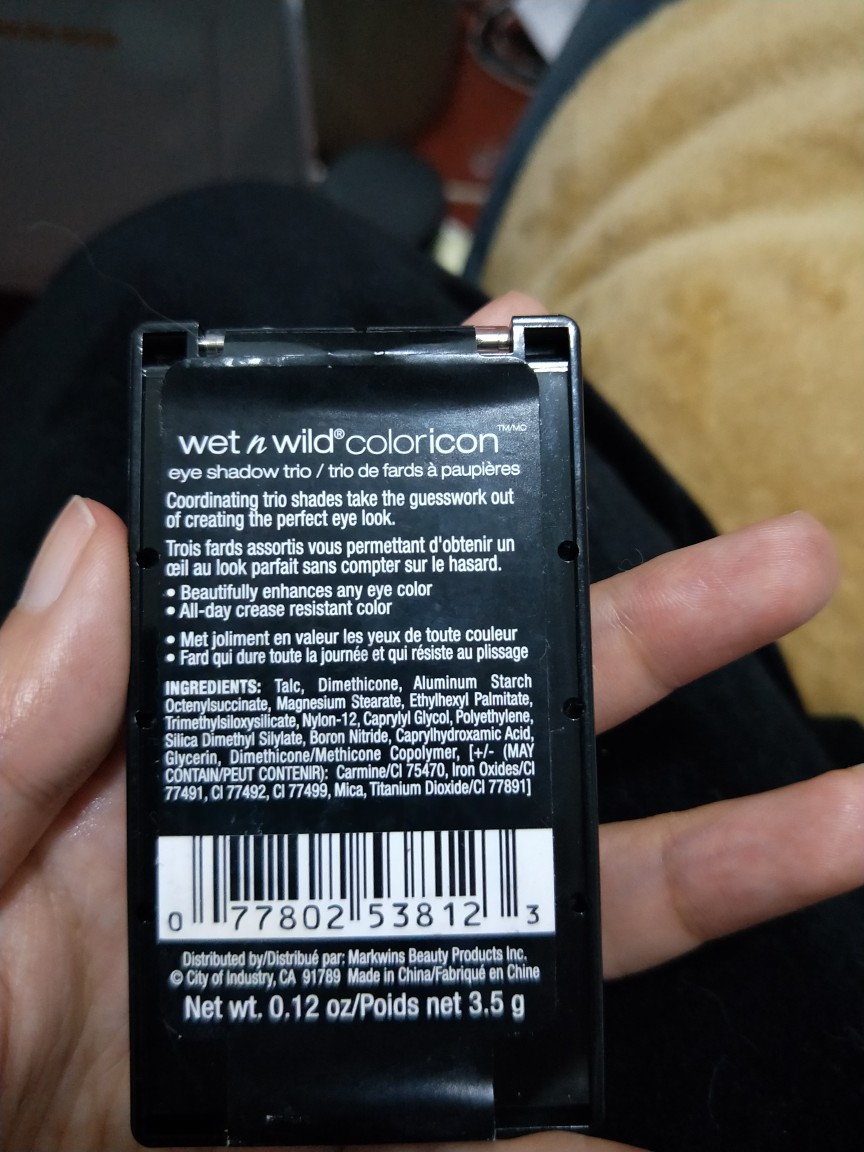 wet n wild® coloricon TM/MD
eye shadow trio / trio de fards à paupières
Coordinating trio shades take the guesswork out
of creating the perfect eye look.
Trois fards assortis vous permettant d'obtenir un
œil au look parfait sans compter sur le hasard.
• Beautifully enhances any eye color
• All-day crease resistant color
• Met joliment en valeur les yeux de toute couleur
• Fard qui dure toute la journée et qui résiste au plissage
INGREDIENTS: Talc, Dimethicone, Aluminum Starch
Octenylsuccinate, Magnesium Stearate, Ethylhexyl Palmitate,
Trimethylsiloxysilicate, Nylon-12, Caprylyl Glycol, Polyethylene,
Silica Dimethyl Silylate, Boron Nitride, Caprylhydroxamic Acid,
Glycerin, Dimethicone/Methicone Copolymer, [+/- (MAY
CONTAIN/PEUT CONTENIR): Carmine/CI 75470, Iron Oxides/CI
77491, CI 77492, CI 77499, Mica, Titanium Dioxide/CI 77891]
0 77802 53812 3
Distributed by/Distribué par: Markwins Beauty Products Inc.
© City of Industry, CA 91789 Made in China/Fabriqué en Chine
Net wt. 0.12 oz/Poids net 3.5 g